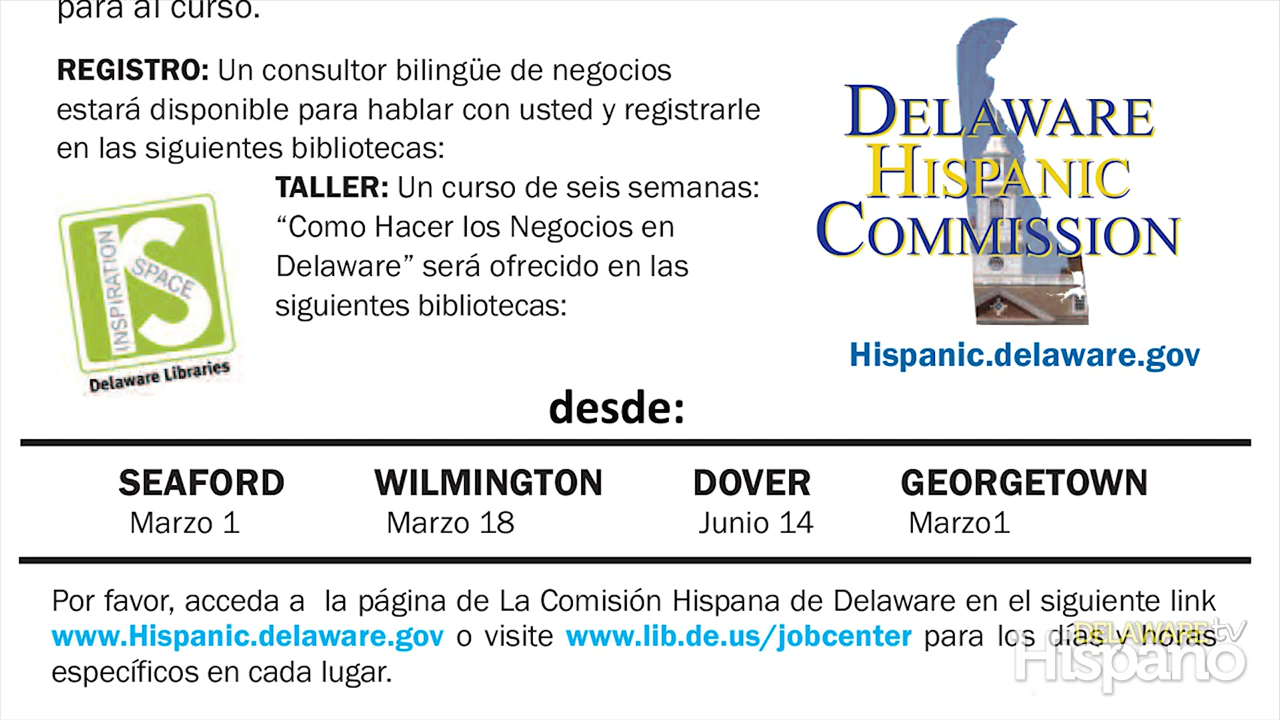 para al curso.
REGISTRO: Un consultor bilingüe de negocios
estará disponible para hablar con usted y registrarle
en las siguientes bibliotecas:
TALLER: Un curso de seis semanas:
“Como Hacer los Negocios en
Delaware” será ofrecido en las
siguientes bibliotecas:
INSPIRATION
SPACE
IS
Delaware Libraries
DELAWARE
HISPANIC
COMMISSION
Hispanic.delaware.gov
desde:
SEAFORD WILMINGTON DOVER GEORGETOWN
Marzo 1 Marzo 18 Junio 14 Marzo1
Por favor, acceda a la página de La Comisión Hispana de Delaware en el siguiente link
www.Hispanic.delaware.gov o visite www.lib.de.us/jobcenter para los días y horas
específicos en cada lugar.
DELAWARE tv
Hispano